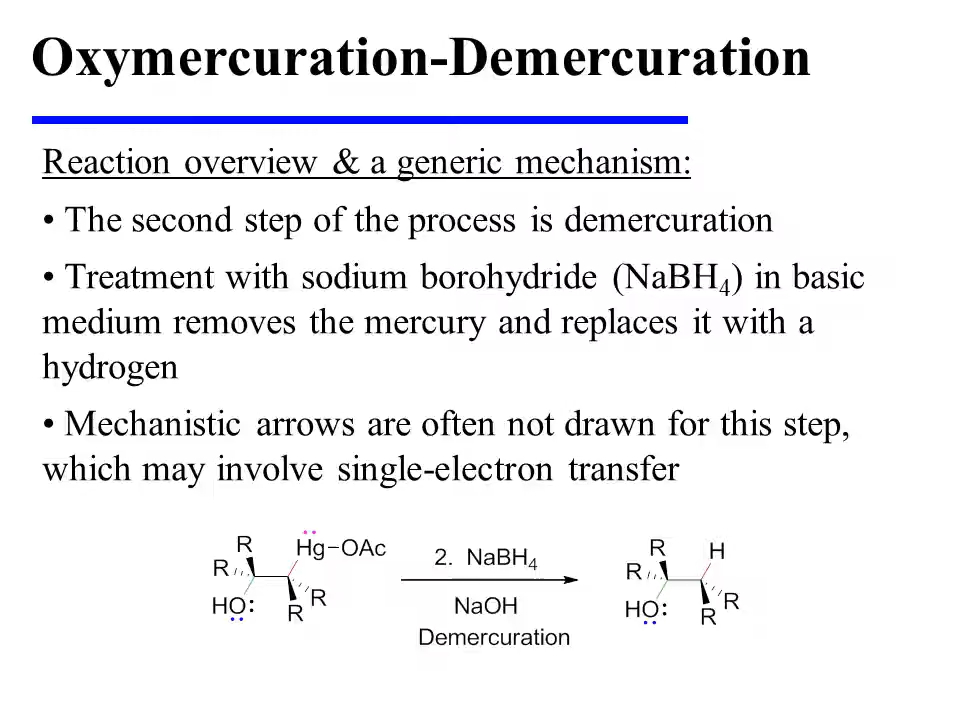 Oxymercuration-Demercuration
Reaction overview & a generic mechanism:
• The second step of the process is demercuration
• Treatment with sodium borohydride (NaBH₄) in basic
medium removes the mercury and replaces it with a
hydrogen
• Mechanistic arrows are often not drawn for this step,
which may involve single-electron transfer
R
Hg–OAc
R
HO:
R
R
2. NaBH₄
NaOH
Demercuration
R
H
R
HO:
R
R